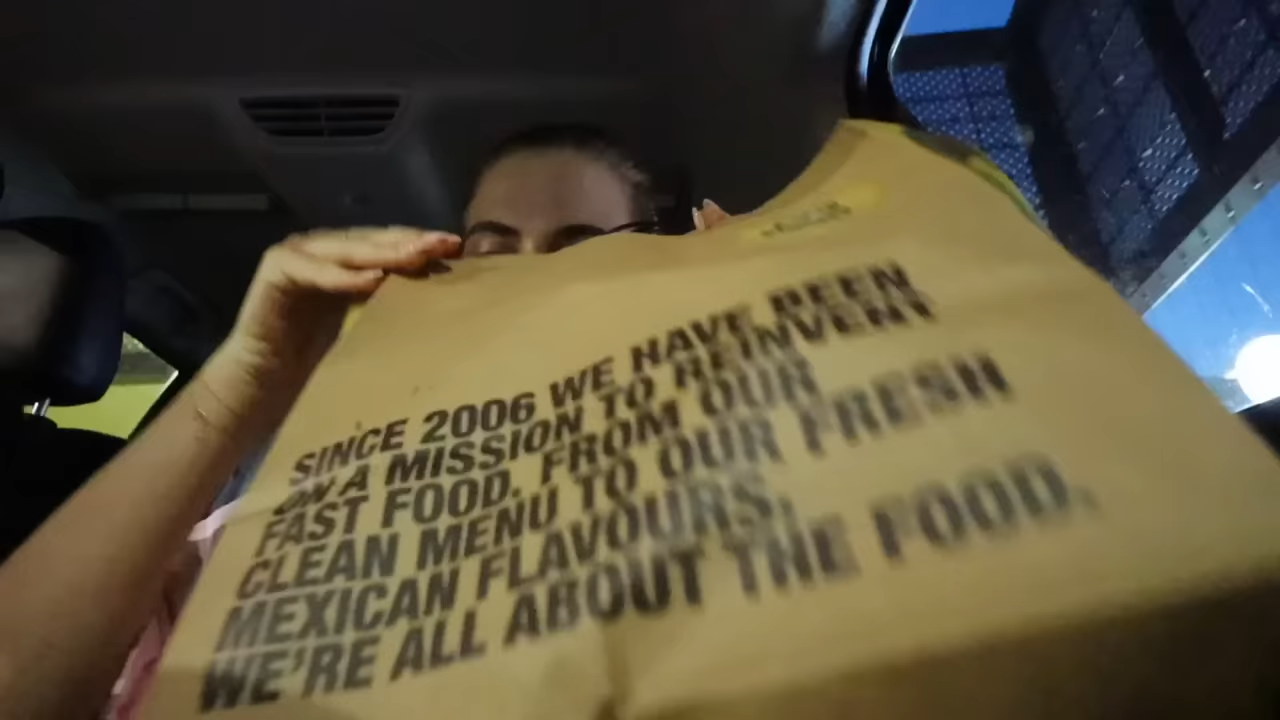 SINCE 2006 WE HAVE BEEN
ON A MISSION TO REINVENT
FAST FOOD. FROM OUR
CLEAN MENU TO OUR FRESH
MEXICAN FLAVOURS,
WE'RE ALL ABOUT THE FOOD.